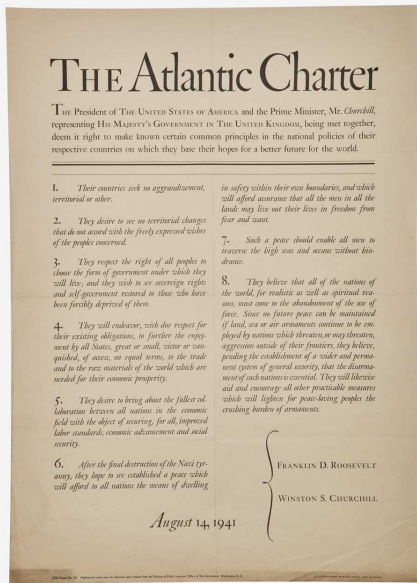 THE Atlantic Charter
THE President of THE UNITED STATES OF AMERICA and the Prime Minister, Mr. Churchill,
representing HIS MAJESTY'S GOVERNMENT IN THE UNITED KINGDOM, being met together,
deem it right to make known certain common principles in the national policies of their
respective countries on which they base their hopes for a better future for the world.
1. Their countries seek no aggrandizement,
territorial or other.
2. They desire to see no territorial changes
that do not accord with the freely expressed wishes
of the peoples concerned.
3. They respect the right of all peoples to
choose the form of government under which they
will live; and they wish to see sovereign rights
and self-government restored to those who have
been forcibly deprived of them.
4. They will endeavor, with due respect for
their existing obligations, to further the enjoy-
ment by all States, great or small, victor or van-
quished, of access, on equal terms, to the trade
and to the raw materials of the world which are
needed for their economic prosperity.
5. They desire to bring about the fullest col-
laboration between all nations in the economic
field with the object of securing, for all, improved
labor standards, economic advancement and social
security.
6. After the final destruction of the Nazi tyr-
anny, they hope to see established a peace which
will afford to all nations the means of dwelling
in safety within their own boundaries, and which
will afford assurance that all the men in all the
lands may live out their lives in freedom from
fear and want.
7. Such a peace should enable all men to
traverse the high seas and oceans without hin-
drance.
8. They believe that all of the nations of
the world, for realistic as well as spiritual rea-
sons, must come to the abandonment of the use of
force. Since no future peace can be maintained
if land, sea or air armaments continue to be em-
ployed by nations which threaten, or may threaten,
aggression outside of their frontiers, they believe,
pending the establishment of a wider and perma-
nent system of general security, that the disarma-
ment of such nations is essential. They will likewise
aid and encourage all other practicable measures
which will lighten for peace-loving peoples the
crushing burden of armaments.
FRANKLIN D. ROOSEVELT
WINSTON S. CHURCHILL
August 14, 1941